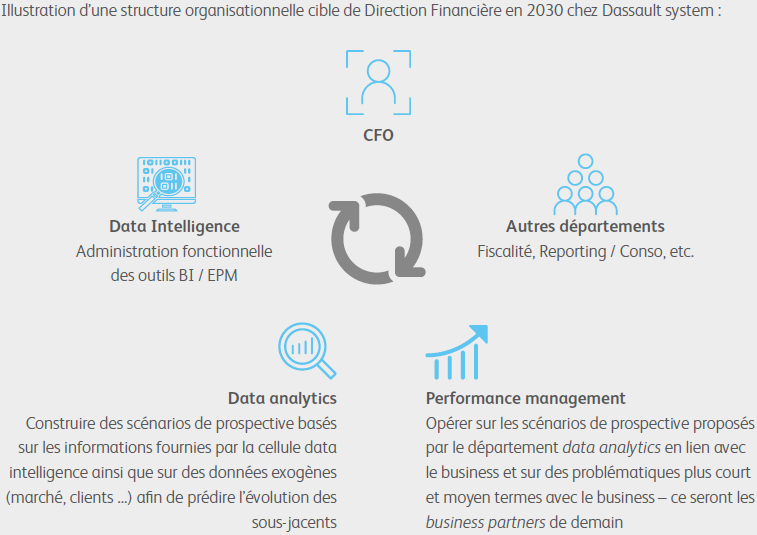 Illustration d'une structure organisationnelle cible de Direction Financière en 2030 chez Dassault system :
CFO
Data Intelligence
Administration fonctionnelle
des outils BI / EPM
Autres départements
Fiscalité, Reporting / Conso, etc.
Data analytics
Construire des scénarios de prospective basés
sur les informations fournies par la cellule data
intelligence ainsi que sur des données exogènes
(marché, clients ...) afin de prédire l'évolution des
sous-jacents
Performance management
Opérer sur les scénarios de prospective proposés
par le département data analytics en lien avec
le business et sur des problématiques plus court
et moyen termes avec le business – ce seront les
business partners de demain